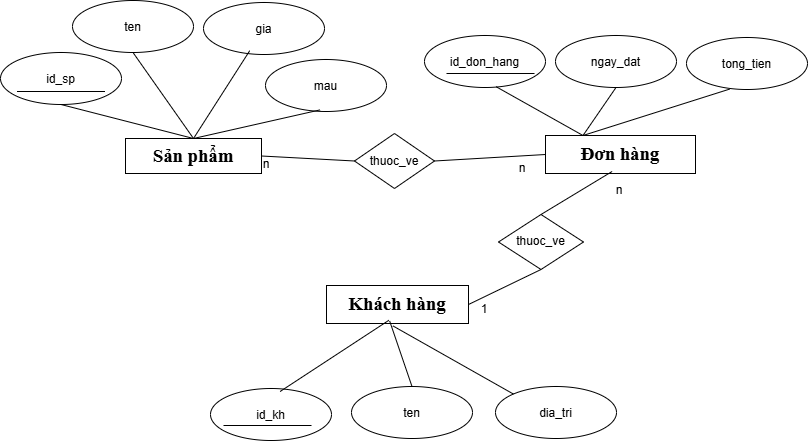 ten
gia
id_sp
mau
id_don_hang
ngay_dat
tong_tien
Sản phẩm
n
thuoc_ve
n
Đơn hàng
n
thuoc_ve
Khách hàng
1
id_kh
ten
dia_tri